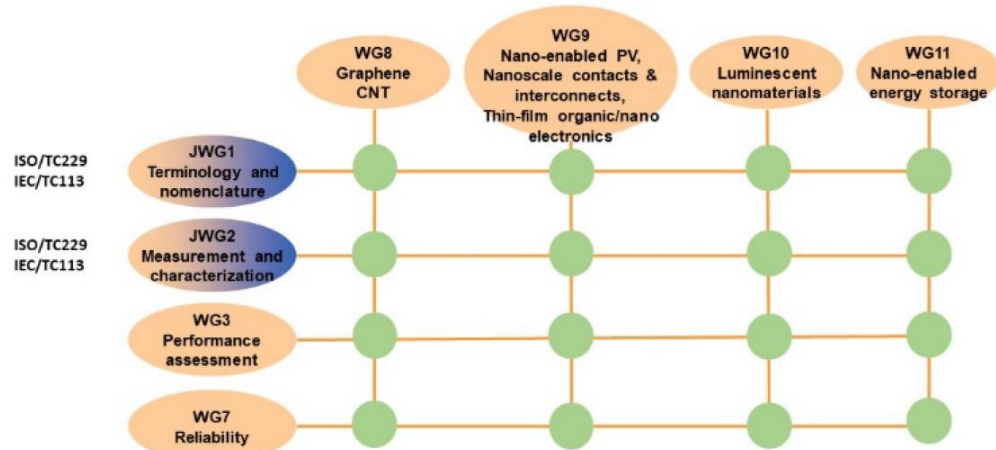 WG8
Graphene
CNT
WG9
Nano-enabled PV,
Nanoscale contacts &
interconnects,
Thin-film organic/nano
electronics
WG10
Luminescent
nanomaterials
WG11
Nano-enabled
energy storage
ISO/TC229
IEC/TC113
JWG1
Terminology and
nomenclature
ISO/TC229
IEC/TC113
JWG2
Measurement and
characterization
WG3
Performance
assessment
WG7
Reliability